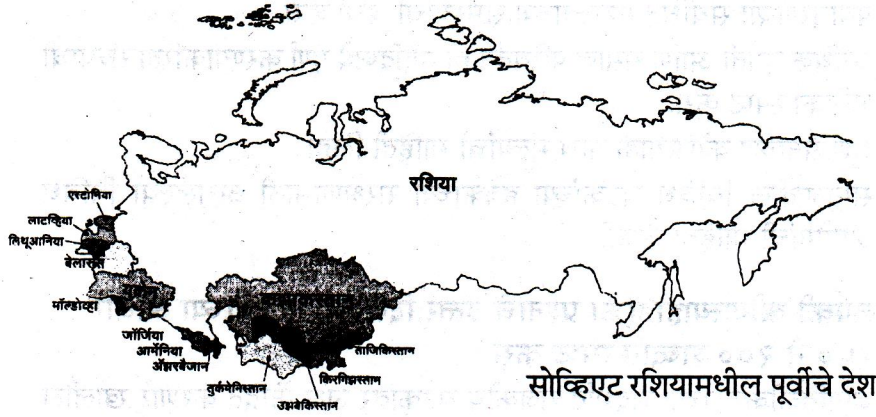 रशिया
एस्टोनिया
लाटव्हिया
लिथूआनिया
बेलारूस
मॉल्डोव्हा
जॉर्जिया
आर्मेनिया
अॅझरबैजान
तुर्कमेनिस्तान
उझबेकिस्तान
किरगिझस्तान
ताजिकिस्तान
सोव्हिएट रशियामधील पूर्वीचे देश